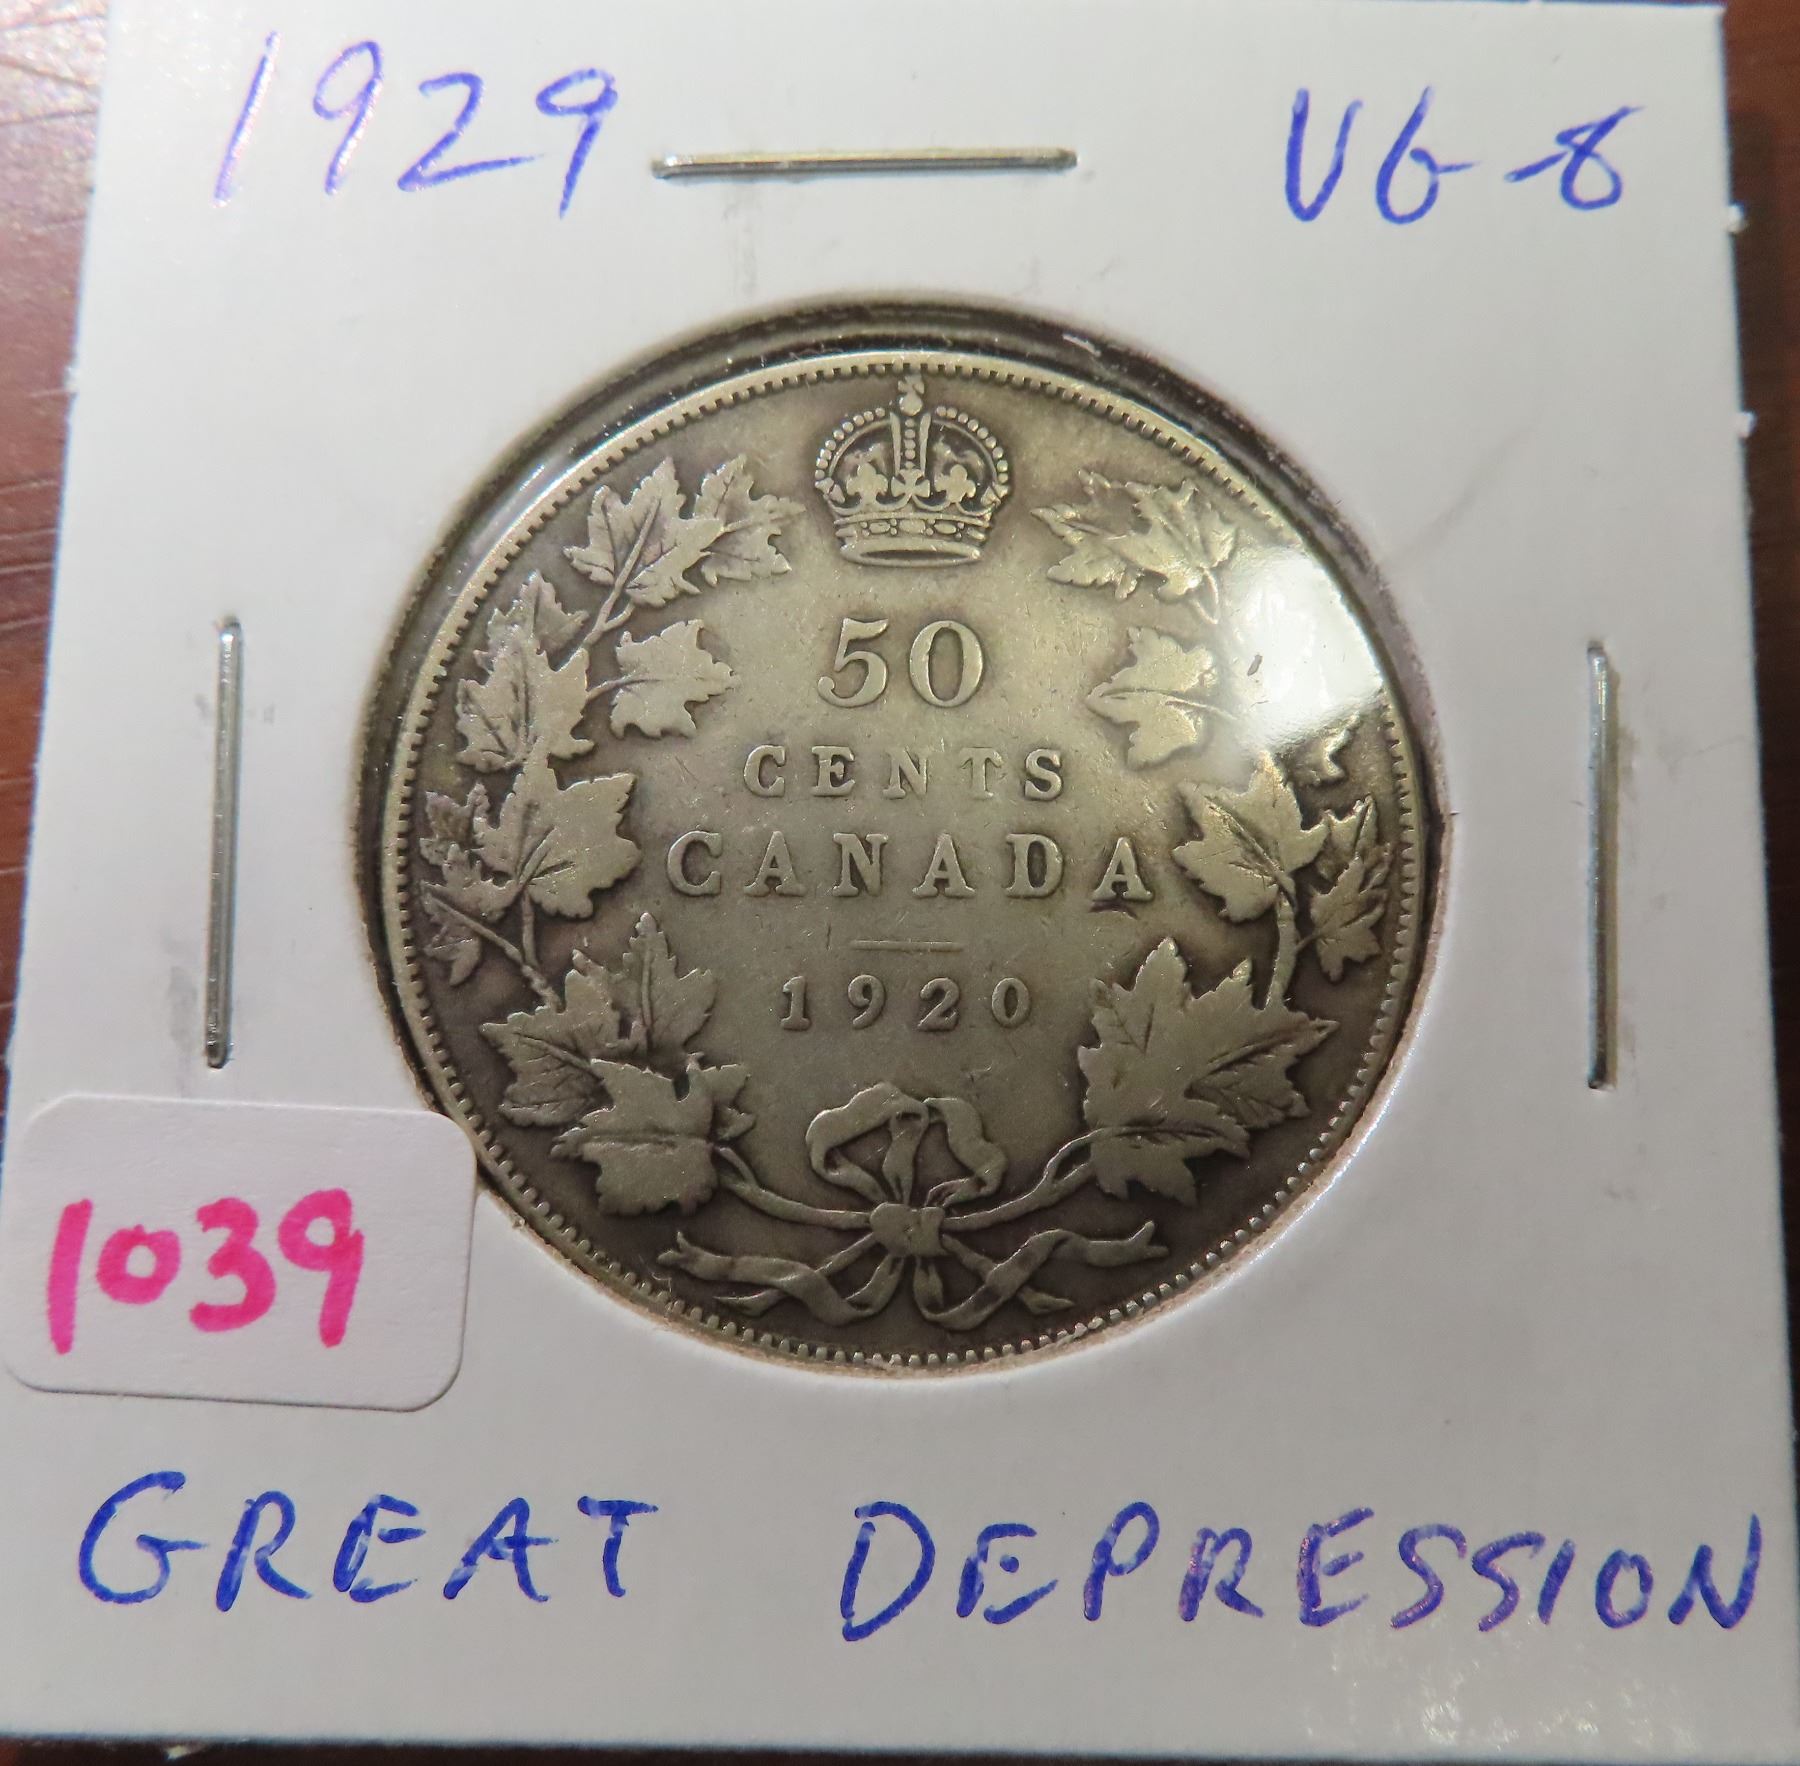 1929 VG-8
50
CENTS
CANADA
1920
1039
GREAT DEPRESSION